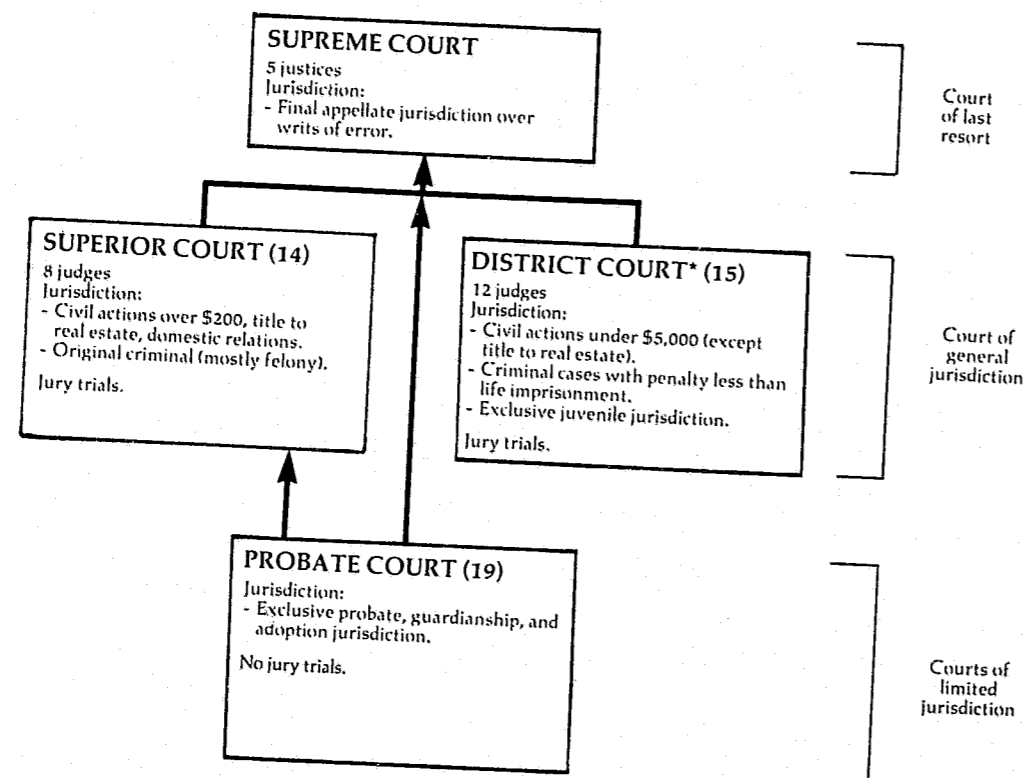 SUPREME COURT
5 justices
Jurisdiction:
- Final appellate jurisdiction over
writs of error.
Court
of last
resort
SUPERIOR COURT (14)
8 judges
Jurisdiction:
- Civil actions over $200, title to
real estate, domestic relations.
- Original criminal (mostly felony).
Jury trials.
DISTRICT COURT* (15)
12 judges
Jurisdiction:
- Civil actions under $5,000 (except
title to real estate).
- Criminal cases with penalty less than
life imprisonment.
- Exclusive juvenile jurisdiction.
Jury trials.
Court of
general
jurisdiction
PROBATE COURT (19)
Jurisdiction:
- Exclusive probate, guardianship, and
adoption jurisdiction.
No jury trials.
Courts of
limited
jurisdiction